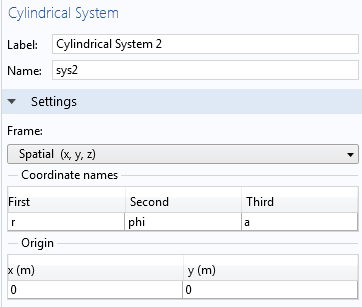 Cylindrical System
Label: Cylindrical System 2
Name: sys2
Settings
Frame:
Spatial (x, y, z)
Coordinate names
First Second Third
r phi a
Origin
x (m) y (m)
0 0